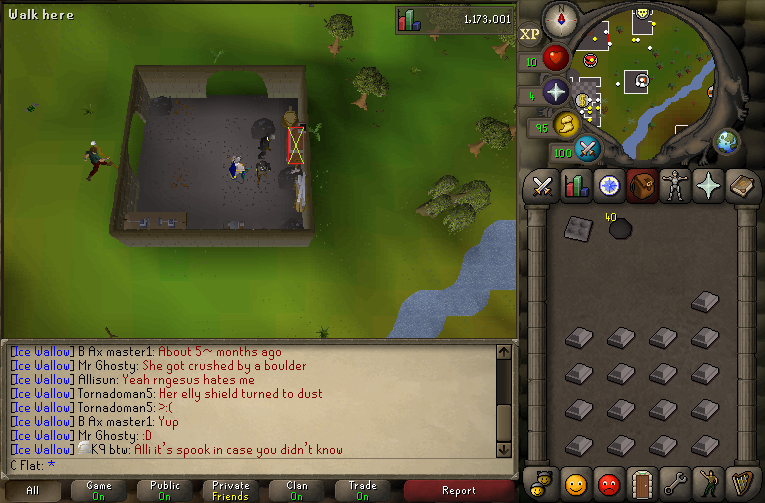 Walk here
1,173,001
XP
10
4
95
100
40
[Ice Wallow] B Ax master1: About 5~ months ago
[Ice Wallow] Mr Ghosty: She got crushed by a boulder
[Ice Wallow] Allisun: Yeah rngesus hates me
[Ice Wallow] Tornadoman5: Her elly shield turned to dust
[Ice Wallow] Tornadoman5: >:(
[Ice Wallow] B Ax master1: Yup
[Ice Wallow] Mr Ghosty: :D
[Ice Wallow] K9 btw: Alli it's spook in case you didn't know
C Flat: *
All
Game
On
Public
On
Private
Friends
Clan
On
Trade
On
Report